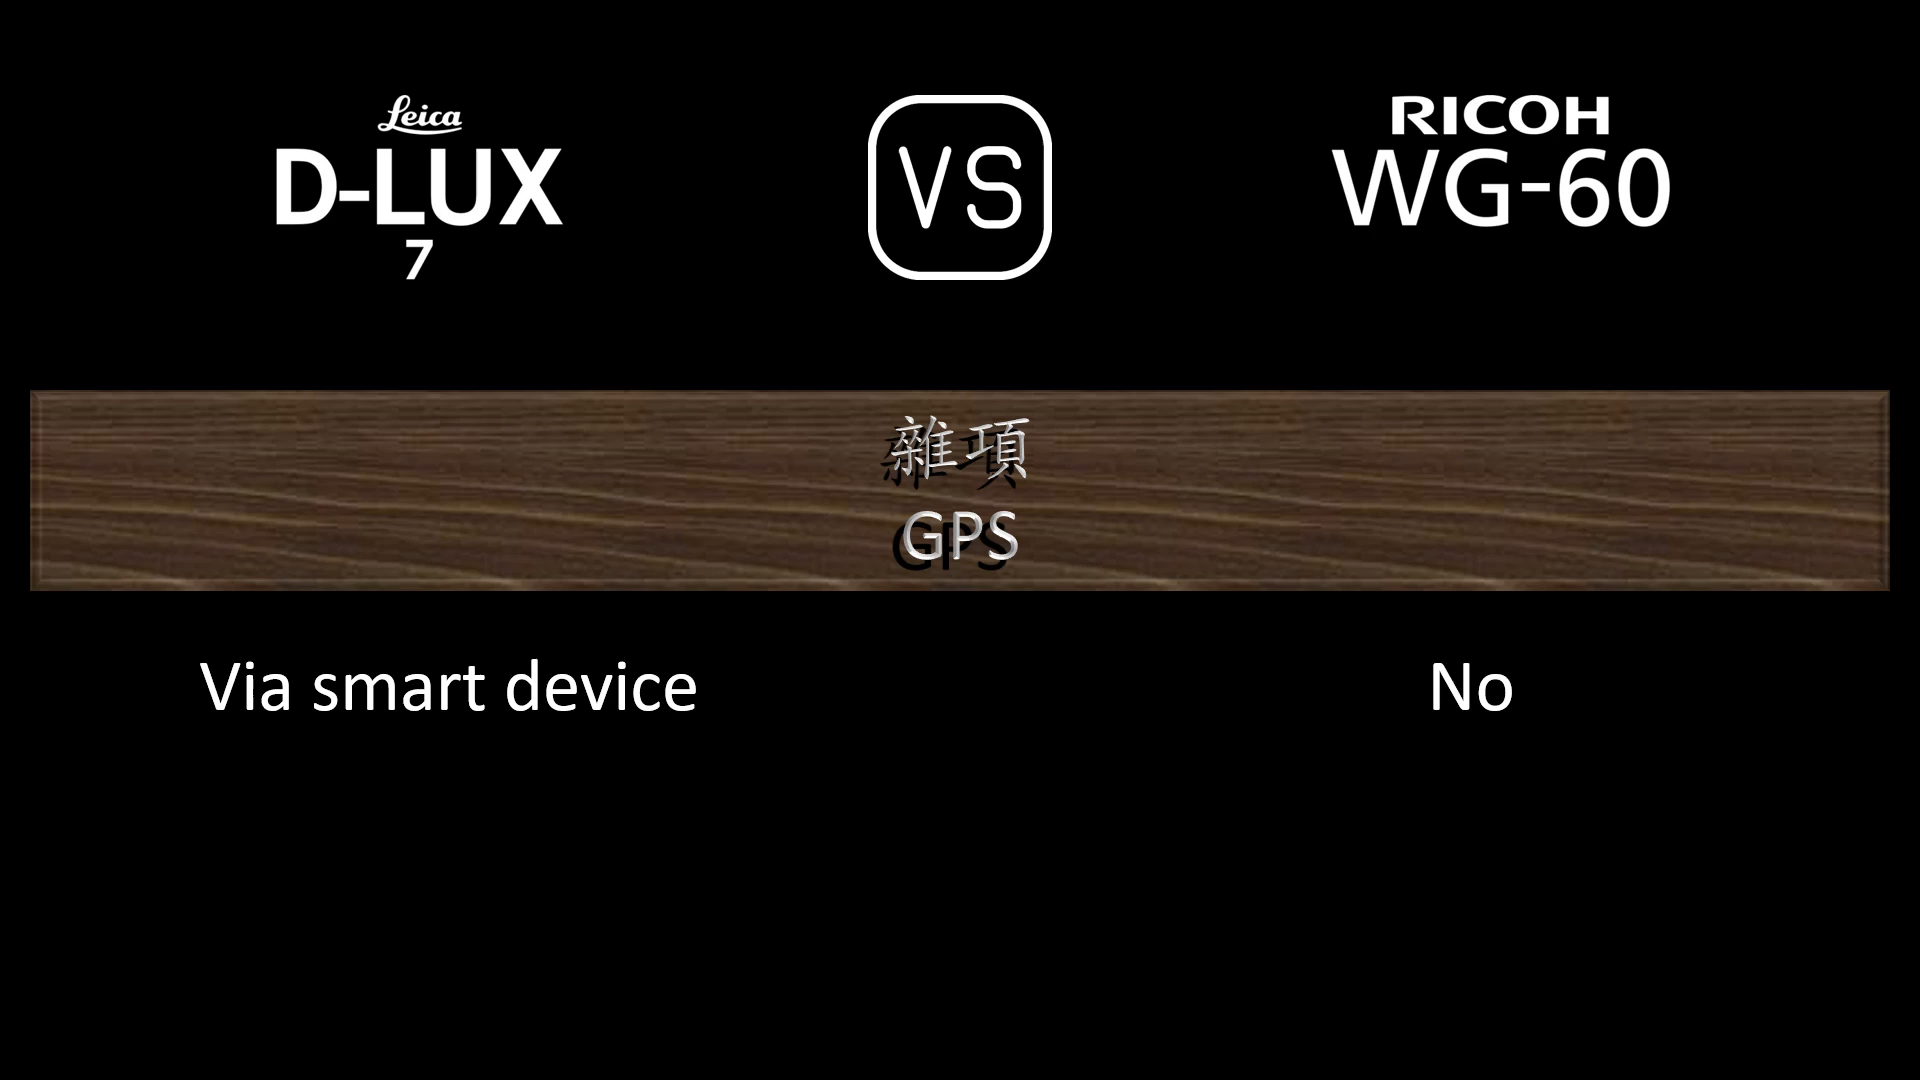 Leica
D-LUX
7
VS
RICOH
WG-60
雜項
GPS
Via smart device
No